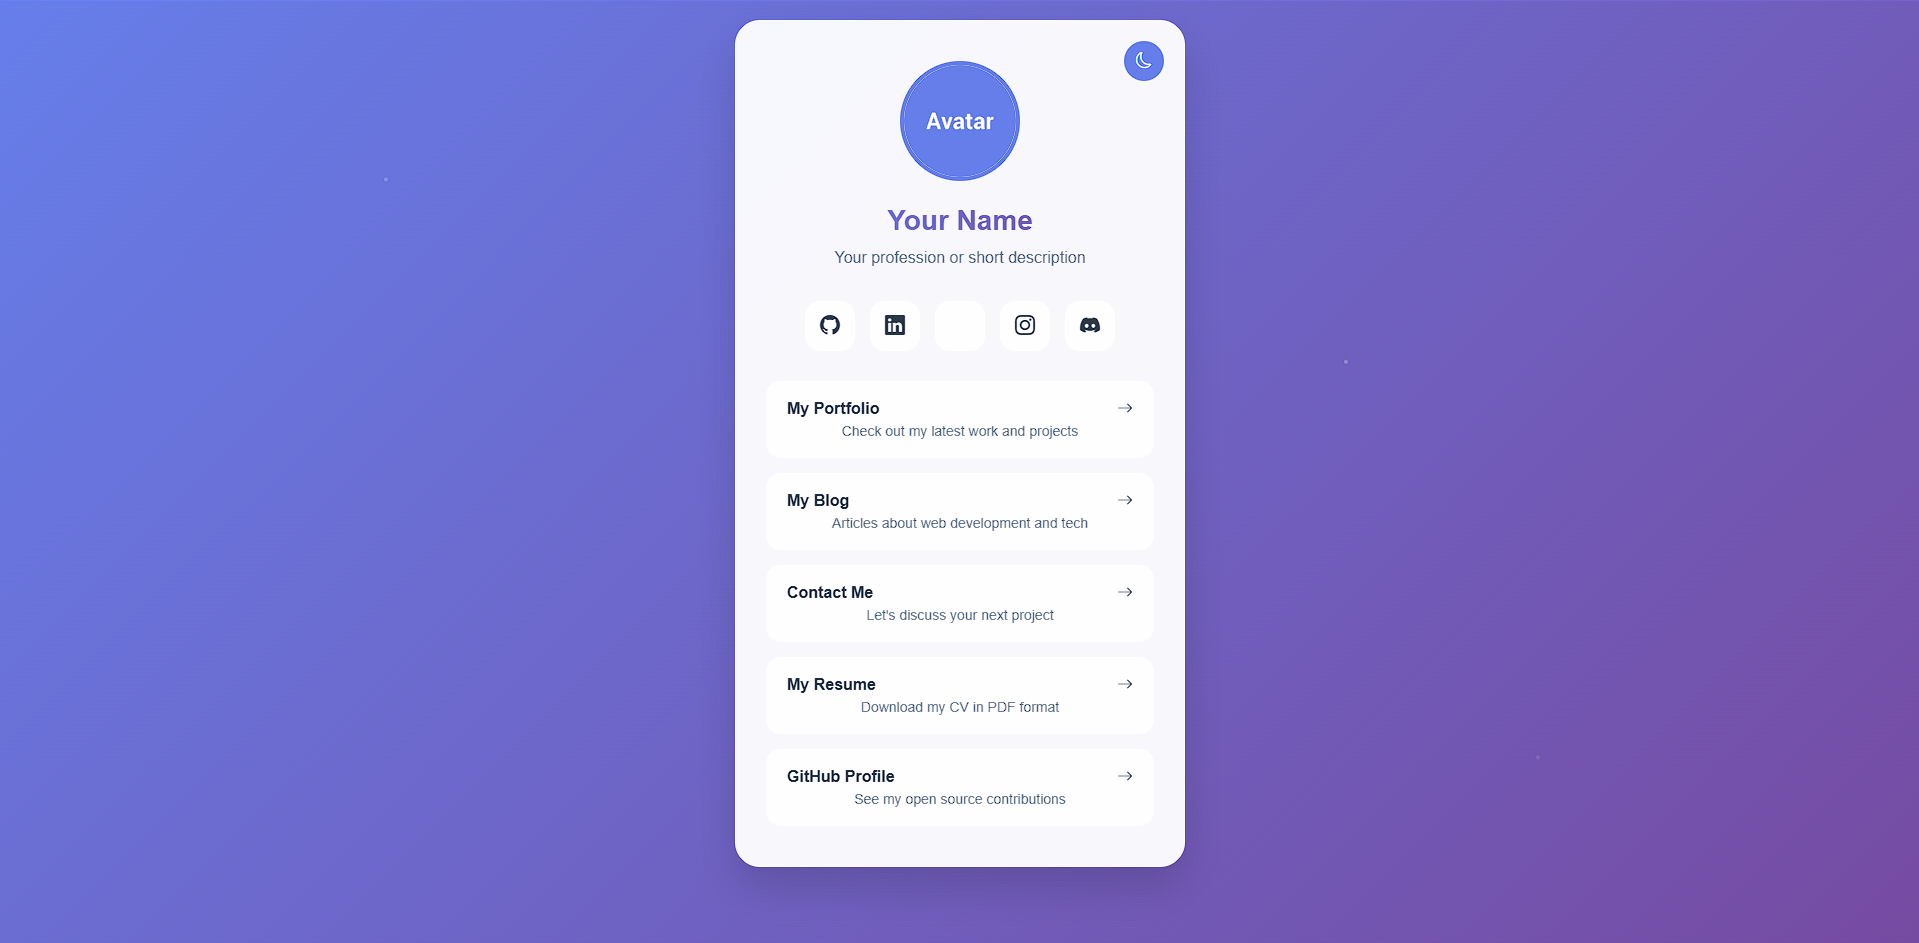 Avatar
Your Name
Your profession or short description
My Portfolio
Check out my latest work and projects
My Blog
Articles about web development and tech
Contact Me
Let's discuss your next project
My Resume
Download my CV in PDF format
GitHub Profile
See my open source contributions